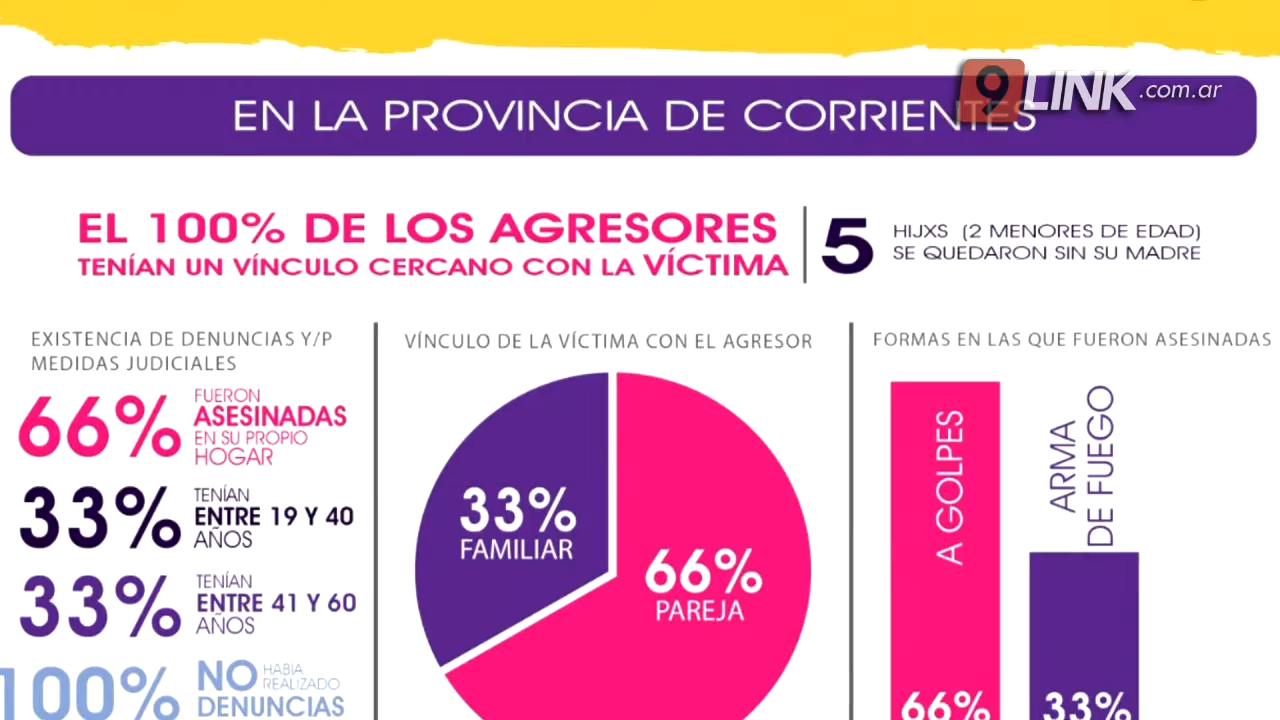 9 LINK.com.ar
EN LA PROVINCIA DE CORRIENTES
EL 100% DE LOS AGRESORES
TENÍAN UN VÍNCULO CERCANO CON LA VÍCTIMA
5
HIJXS (2 MENORES DE EDAD)
SE QUEDARON SIN SU MADRE
EXISTENCIA DE DENUNCIAS Y/P
MEDIDAS JUDICIALES
66%
FUERON
ASESINADAS
EN SU PROPIO
HOGAR
33%
TENÍAN
ENTRE 19 Y 40
AÑOS
33%
TENÍAN
ENTRE 41 Y 60
AÑOS
100%
NO
HABIA
REALIZADO
DENUNCIAS
VÍNCULO DE LA VÍCTIMA CON EL AGRESOR
33%
FAMILIAR
66%
PAREJA
FORMAS EN LAS QUE FUERON ASESINADAS
A GOLPES
66%
ARMA
DE FUEGO
33%